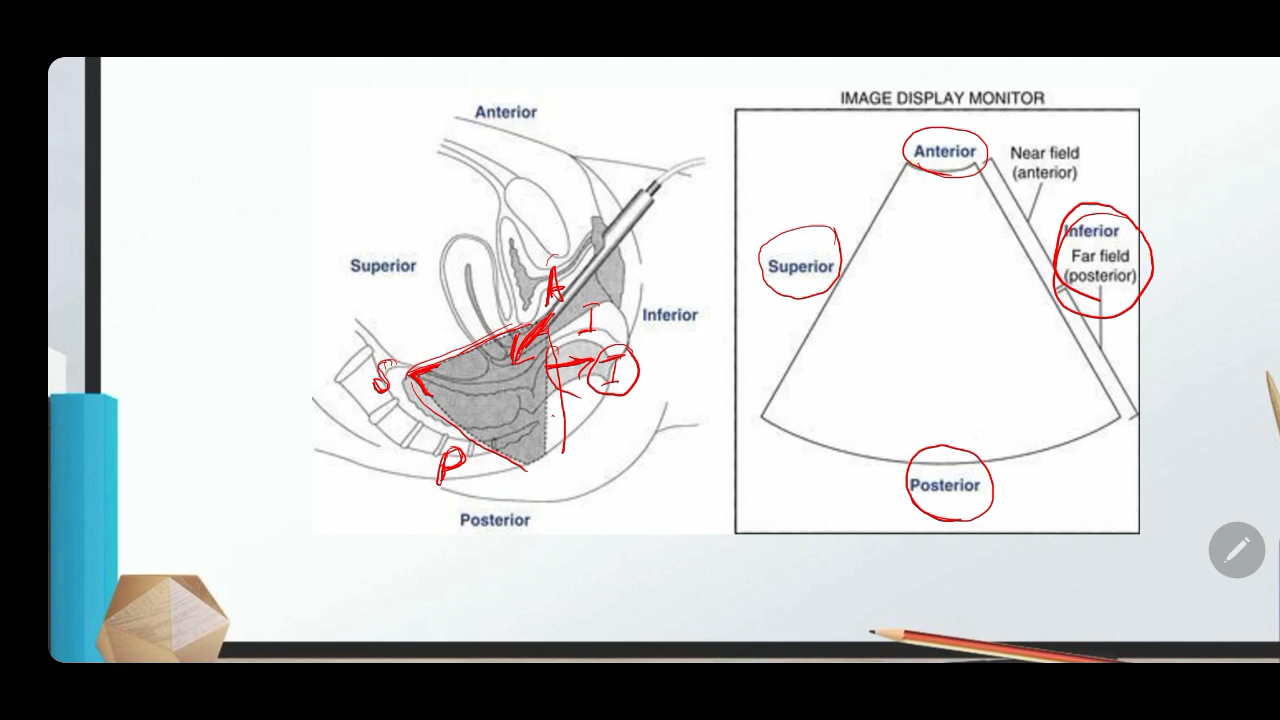 Anterior
Superior
Inferior
Posterior
A
I
I
S
P
IMAGE DISPLAY MONITOR
Anterior
Near field
(anterior)
Superior
Inferior
Far field
(posterior)
Posterior